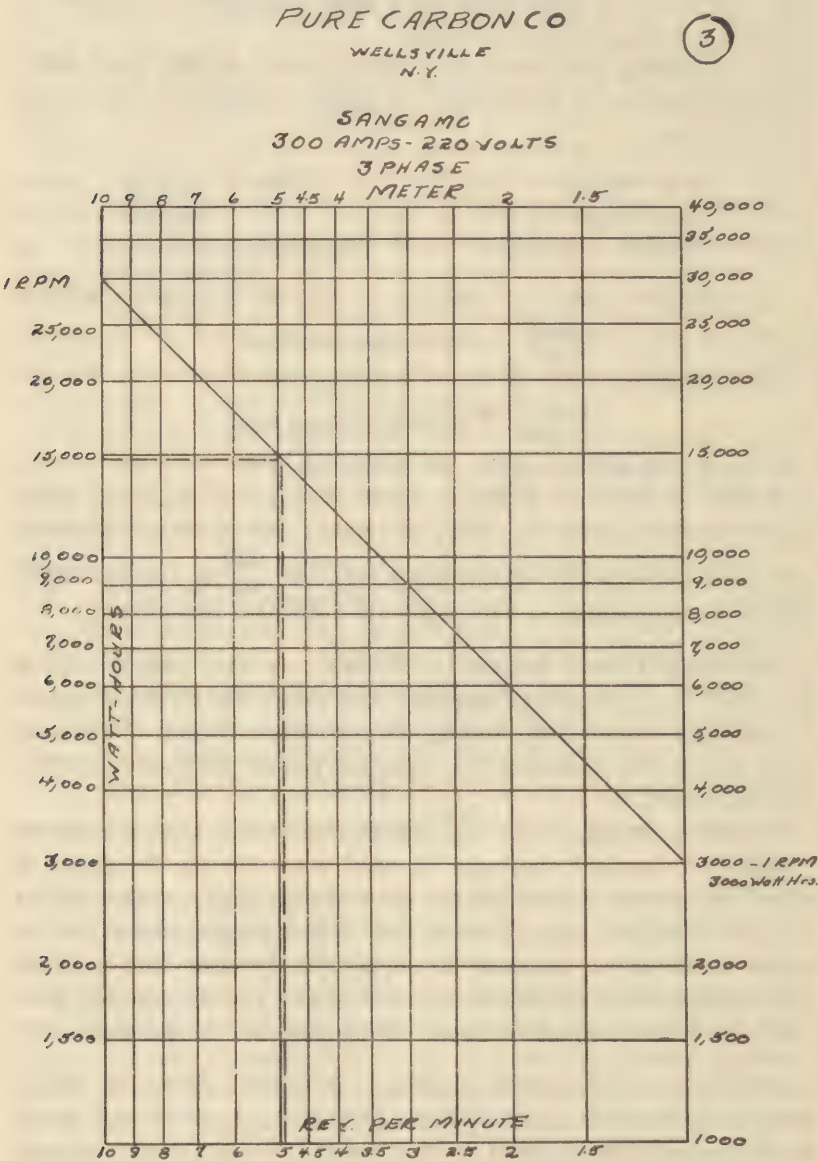 PURE CARBON CO
3
WELLSVILLE
N.Y.
SANGAMO
300 AMPS - 220 VOLTS
3 PHASE
METER
10 9 8 7 6 5 4.5 4 2 1.5
40,000
35,000
1 RPM 30,000
25,000 25,000
20,000 20,000
15,000 15,000
10,000 10,000
9,000 9,000
8,000 8,000
7,000 7,000
6,000 6,000
5,000 5,000
4,000 4,000
WATT-HOURS
3,000 3000 - 1 RPM
3000 Watt Hrs.
2,000 2,000
1,500 1,500
REV. PER MINUTE
1000
10 9 8 7 6 5 4.5 4 3.5 3 2.5 2 1.5